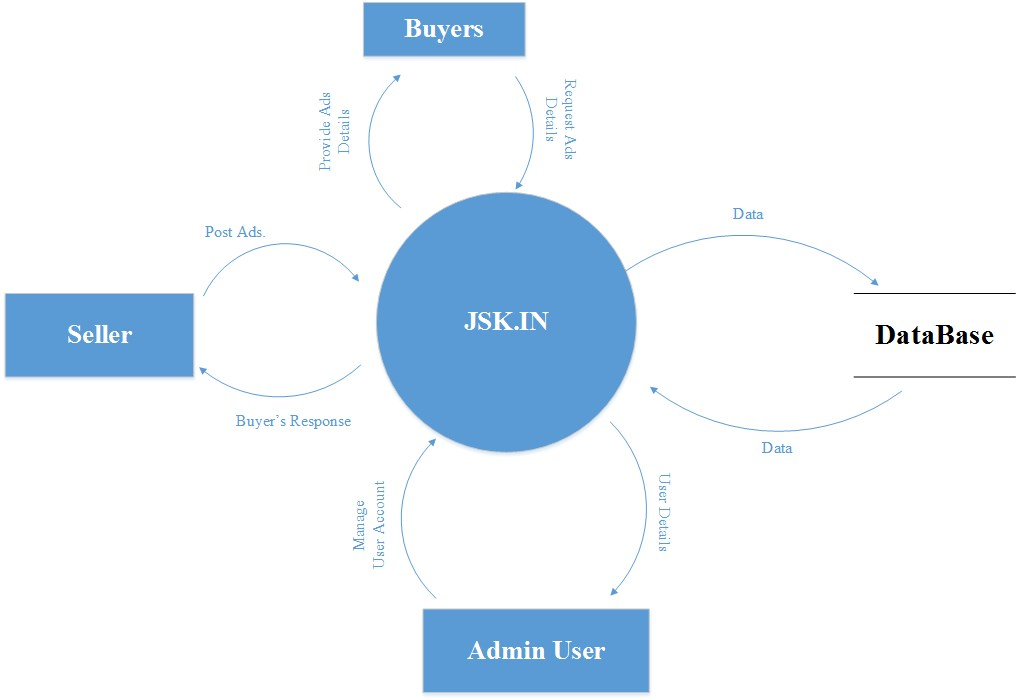 Buyers
Provide Ads
Details
Request Ads
Details
Post Ads.
Data
Seller
JSK.IN
DataBase
Buyer’s Response
Data
Manage
User Account
User Details
Admin User